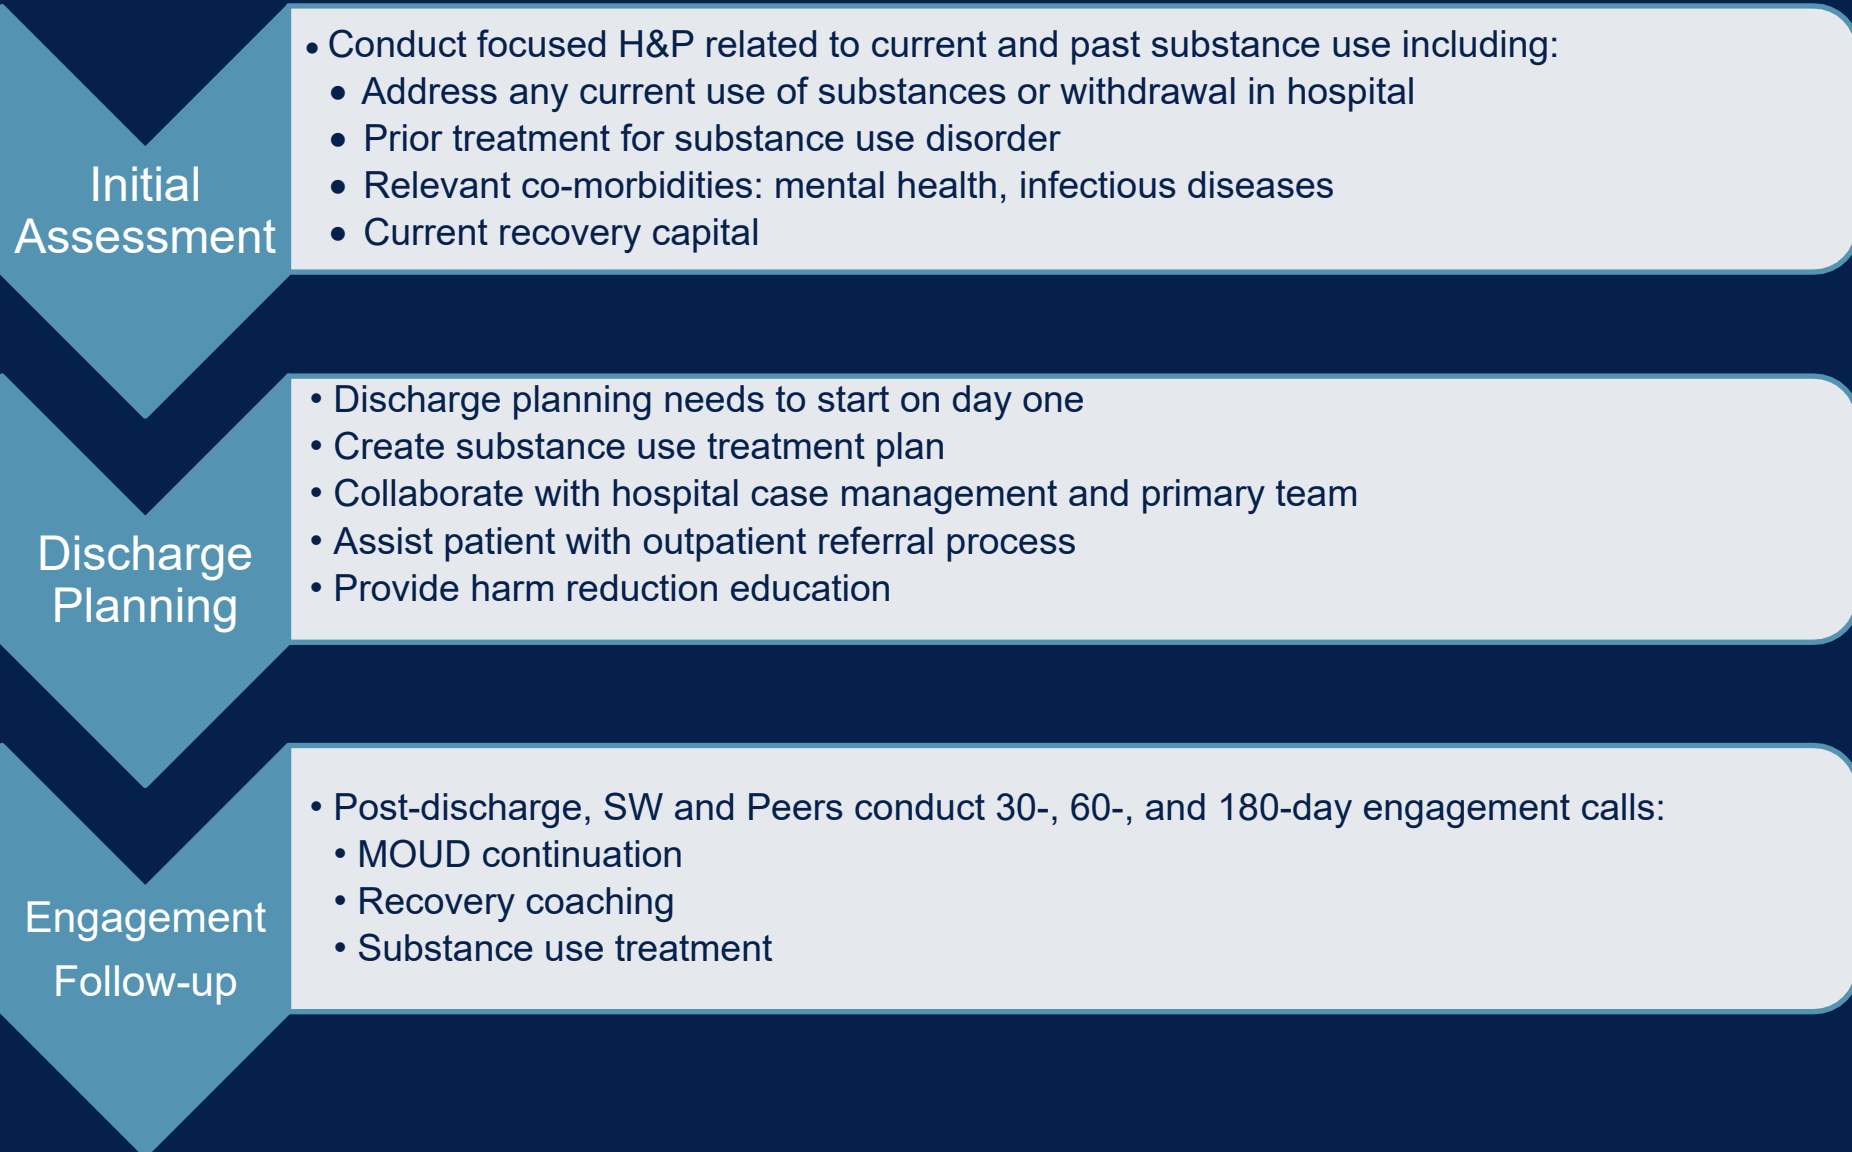 Initial
Assessment
• Conduct focused H&P related to current and past substance use including:
• Address any current use of substances or withdrawal in hospital
• Prior treatment for substance use disorder
• Relevant co-morbidities: mental health, infectious diseases
• Current recovery capital
Discharge
Planning
• Discharge planning needs to start on day one
• Create substance use treatment plan
• Collaborate with hospital case management and primary team
• Assist patient with outpatient referral process
• Provide harm reduction education
Engagement
Follow-up
• Post-discharge, SW and Peers conduct 30-, 60-, and 180-day engagement calls:
• MOUD continuation
• Recovery coaching
• Substance use treatment